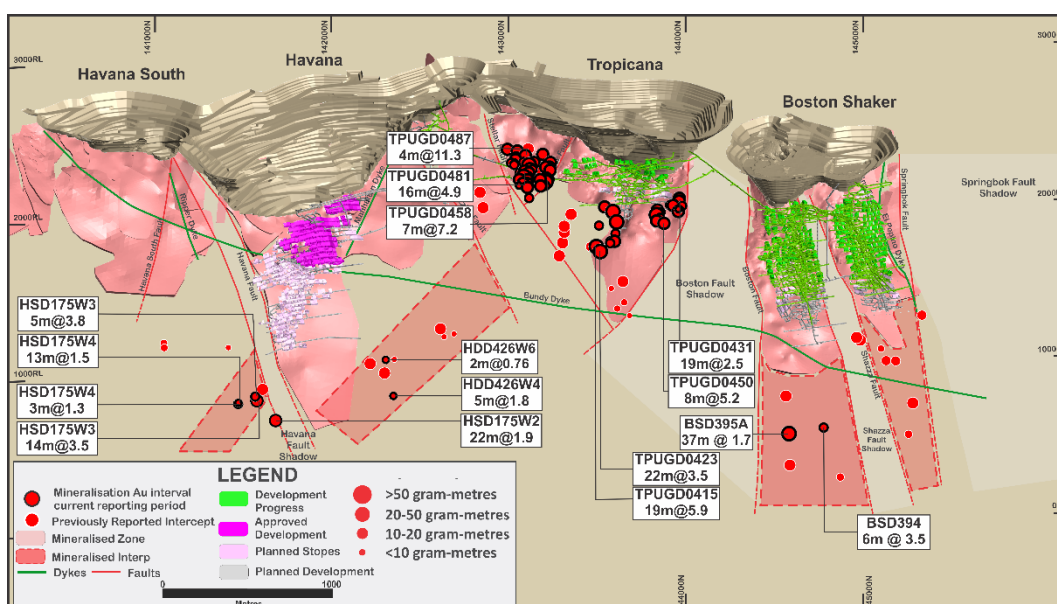 141000N
142000N
143000N
144000N
145000N
3000RL
3000
Havana South
Havana
Tropicana
Boston Shaker
TPUGD0487
4m@11.3
TPUGD0481
16m@4.9
TPUGD0458
7m@7.2
Springbok Fault
Shadow
Springbok Fault
2000RL
2000
Havana South Fault
Havana Fault
Bundy Dyke
Boston Fault
Shadow
Boston Fault
HSD175W3
5m@3.8
HSD175W4
13m@1.5
HSD175W4
3m@1.3
HSD175W3
14m@3.5
1000RL
1000
HDD426W6
2m@0.76
HDD426W4
5m@1.8
HSD175W2
22m@1.9
Havana
Fault
Shadow
TPUGD0431
19m@2.5
TPUGD0450
8m@5.2
BSD395A
37m @ 1.7
TPUGD0423
22m@3.5
TPUGD0415
19m@5.9
Shazza Fault
Shazza
Fault
Shadow
BSD394
6m @ 3.5
LEGEND
Mineralisation Au interval
current reporting period
Previously Reported Intercept
Mineralised Zone
Mineralised Interp
Dykes
Faults
Development
Progress
Approved
Development
Planned Stopes
Planned Development
>50 gram-metres
20-50 gram-metres
10-20 gram-metres
<10 gram-metres
0
1000
Metres
144000N
145000N